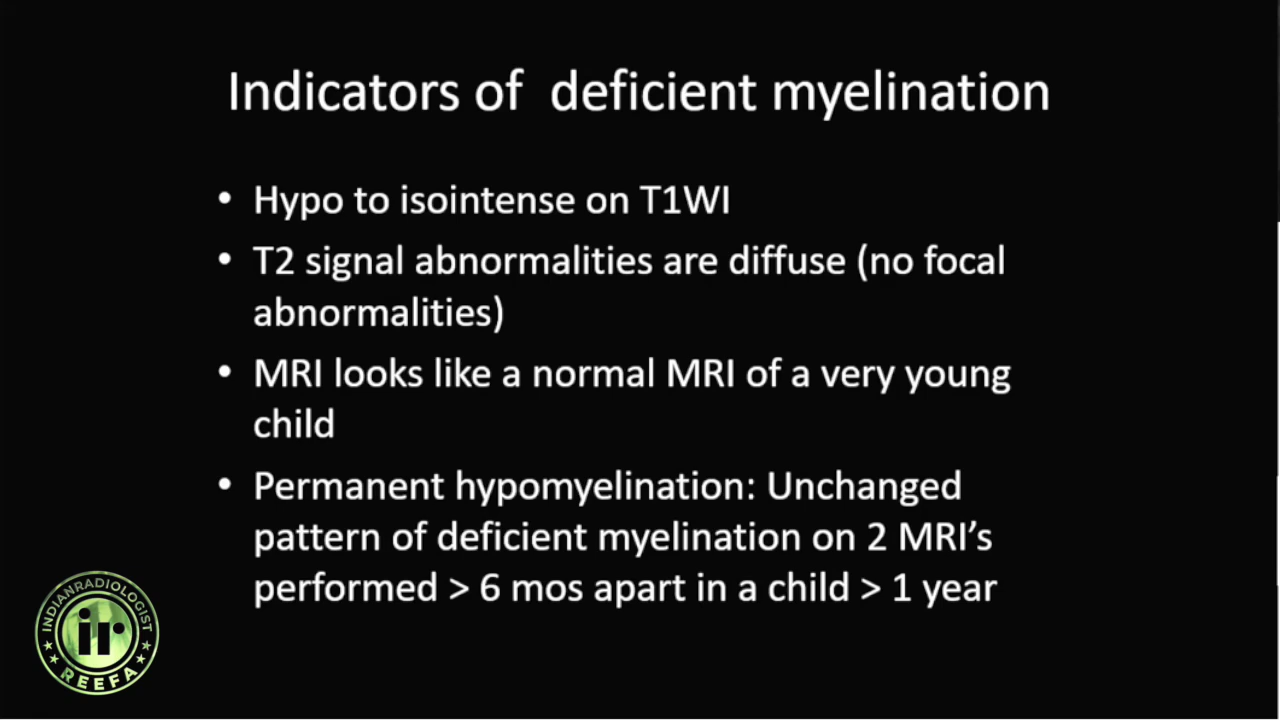 Indicators of deficient myelination
• Hypo to isointense on T1WI
• T2 signal abnormalities are diffuse (no focal
abnormalities)
• MRI looks like a normal MRI of a very young
child
• Permanent hypomyelination: Unchanged
pattern of deficient myelination on 2 MRI’s
performed > 6 mos apart in a child > 1 year
INDIANRADIOLOGIST
ir
REEFA